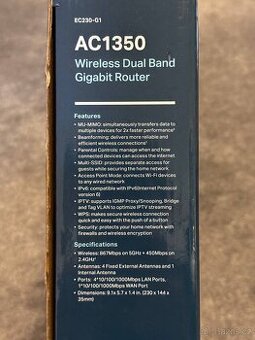 EC230-G1
AC1350
Wireless Dual Band
Gigabit Router
Features
• MU-MIMO: simultaneously transfers data
to multiple devices for 2x faster performance²
• Beamforming: delivers more reliable and
efficient wireless connections³
• Parental Controls: manage when and how
connected devices can access the internet
• Multi-SSID: provides separate access for
guests while securing the home network
• Access Point Mode: connects Wi-Fi devices
to any wired network
• IPv6: compatible with IPv6(Internet Protocol
version 6)
• IPTV: supports IGMP Proxy/Snooping, Bridge
and Tag VLAN to optimize IPTV streaming
• WPS: makes secure wireless connection
quick and easy with the push of a button
• Security: protects your home network with
firewalls and wireless encryption
Specifications
• Wireless: 867Mbps on 5GHz + 450Mbps on
2.4GHz¹
• Antennas: 4 Fixed External Antennas and 1
Internal Antenna
• Ports: 4*10/100/1000Mbps LAN Ports,
1*10/100/1000Mbps WAN Port
• Dimensions: 9.1x 5.7 x 1.4 in. (230 x 144 x
35mm)